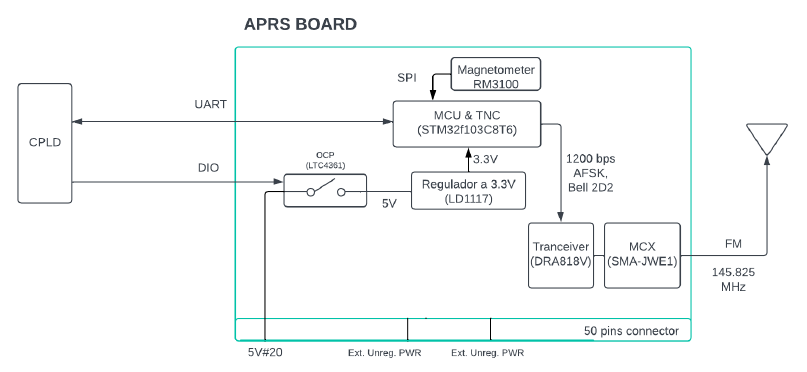 APRS BOARD
SPI
Magnetometer
RM3100
UART
MCU & TNC
(STM32f103C8T6)
CPLD
DIO
OCP
(LTC4361)
3.3V
5V
Regulador a 3.3V
(LD1117)
1200 bps
AFSK,
Bell 2D2
Tranceiver
(DRA818V)
MCX
(SMA-JWE1)
FM
145.825
MHz
50 pins connector
5V#20
Ext. Unreg. PWR
Ext. Unreg. PWR